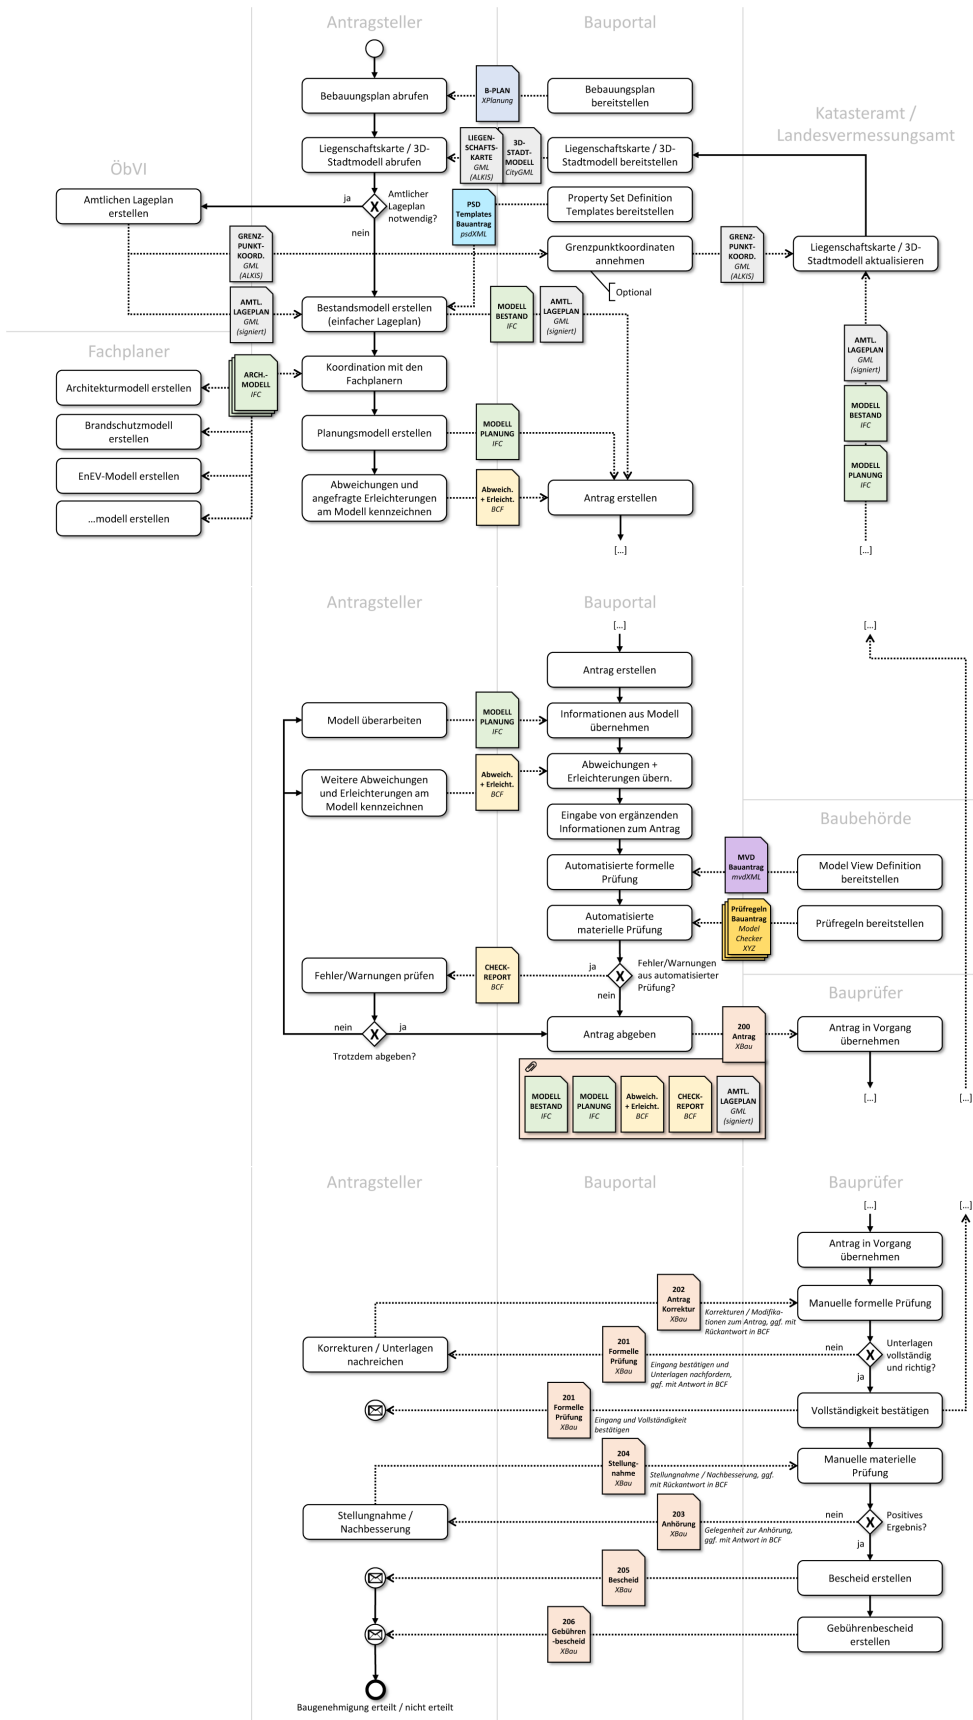 Antragsteller
Bauportal
Bebauungsplan abrufen
B-PLAN
XPlanung
Bebauungsplan
bereitstellen
Katasteramt /
Landesvermessungsamt
Liegenschaftskarte / 3D-
Stadtmodell abrufen
LIEGEN-
SCHAFTS-
KARTE
GML
(ALKIS)
3D-
STADT-
MODELL
CityGML
Liegenschaftskarte / 3D-
Stadtmodell bereitstellen
ÖbVI
Amtlichen Lageplan
erstellen
ja
X
Amtlicher
Lageplan
notwendig?
nein
PSD
Templates
Bauantrag
psdXML
Property Set Definition
Templates bereitstellen
GRENZ-
PUNKT-
KOORD.
GML
(ALKIS)
Grenzpunktkoordinaten
annehmen
Optional
GRENZ-
PUNKT-
KOORD.
GML
(ALKIS)
Liegenschaftskarte / 3D-
Stadtmodell aktualisieren
AMTL.
LAGEPLAN
GML
(signiert)
Bestandsmodell erstellen
(einfacher Lageplan)
MODELL
BESTAND
IFC
AMTL.
LAGEPLAN
GML
(signiert)
Fachplaner
Architekturmodell erstellen
ARCH.-
MODELL
IFC
Koordination mit den
Fachplanern
AMTL.
LAGEPLAN
GML
(signiert)
Brandschutzmodell
erstellen
Planungsmodell erstellen
MODELL
PLANUNG
IFC
MODELL
BESTAND
IFC
EnEV-Modell erstellen
Abweichungen und
angefragte Erleichterungen
am Modell kennzeichnen
Abweich.
+ Erleicht.
BCF
Antrag erstellen
MODELL
PLANUNG
IFC
...modell erstellen
[...]
[...]
Antragsteller
Bauportal
[...]
[...]
Antrag erstellen
Modell überarbeiten
MODELL
PLANUNG
IFC
Informationen aus Modell
übernehmen
Weitere Abweichungen
und Erleichterungen am
Modell kennzeichnen
Abweich.
+ Erleicht.
BCF
Abweichungen +
Erleichterungen übern.
Eingabe von ergänzenden
Informationen zum Antrag
Baubehörde
Automatisierte formelle
Prüfung
MVD
Bauantrag
mvdXML
Model View Definition
bereitstellen
Automatisierte
materielle Prüfung
Prüfregeln
Bauantrag
Model
Checker
XYZ
Prüfregeln bereitstellen
Fehler/Warnungen prüfen
CHECK-
REPORT
BCF
ja
X
Fehler/Warnungen
aus automatisierter
Prüfung?
nein
Bauprüfer
nein
X
ja
Trotzdem abgeben?
Antrag abgeben
200
Antrag
XBau
Antrag in Vorgang
übernehmen
MODELL
BESTAND
IFC
MODELL
PLANUNG
IFC
Abweich.
+ Erleicht.
BCF
CHECK-
REPORT
BCF
AMTL.
LAGEPLAN
GML
(signiert)
[...]
[...]
Antragsteller
Bauportal
Bauprüfer
[...]
[...]
Antrag in Vorgang
übernehmen
202
Antrag
Korrektur
XBau
Korrekturen / Modifika-
tionen zum Antrag, ggf. mit
Rückantwort in BCF
Manuelle formelle Prüfung
Korrekturen / Unterlagen
nachreichen
201
Formelle
Prüfung
XBau
Eingang bestätigen und
Unterlagen nachfordern,
ggf. mit Antwort in BCF
nein
X
Unterlagen
vollständig
und richtig?
ja
201
Formelle
Prüfung
XBau
Eingang und Vollständigkeit
bestätigen
Vollständigkeit bestätigen
204
Stellung-
nahme
XBau
Stellungnahme / Nachbesserung, ggf.
mit Rückantwort in BCF
Manuelle materielle
Prüfung
Stellungnahme /
Nachbesserung
203
Anhörung
XBau
Gelegenheit zur Anhörung,
ggf. mit Antwort in BCF
nein
X
Positives
Ergebnis?
ja
205
Bescheid
XBau
Bescheid erstellen
206
Gebühren
-bescheid
XBau
Gebührenbescheid
erstellen
Baugenehmigung erteilt / nicht erteilt